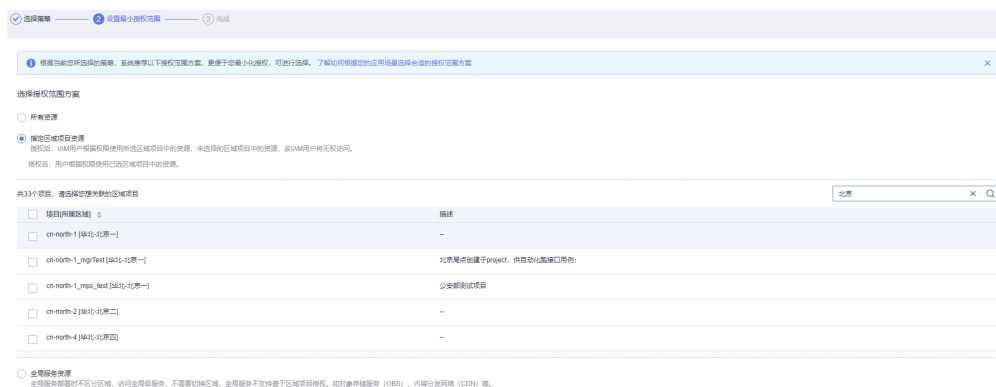 选择策略 2 设置最小授权范围 3 完成
根据当前您所选择的策略，系统推荐以下授权范围方案，更便于您最小化授权，可进行选择。了解如何根据您的应用场景选择合适的授权范围方案
选择授权范围方案
所有资源
指定区域项目资源
授权后，IAM用户根据权限使用所选区域项目中的资源，未选择的区域项目中的资源，该IAM用户将无权访问。
授权后，用户根据权限使用已选区域项目中的资源。
共33个项目，请选择您想关联的区域项目 北京
项目[所属区域] 描述
cn-north-1 [华北-北京一] --
cn-north-1_mgrTest [华北-北京一] 北京局点创建子project，供自动化跑接口用例;
cn-north-1_mps_test [华北-北京一] 公安部测试项目
cn-north-2 [华北-北京二] --
cn-north-4 [华北-北京四] --
全局服务资源
全局服务部署时不区分区域，访问全局级服务，不需要切换区域，全局服务不支持基于区域项目授权。如对象存储服务（OBS）、内容分发网络（CDN）等。